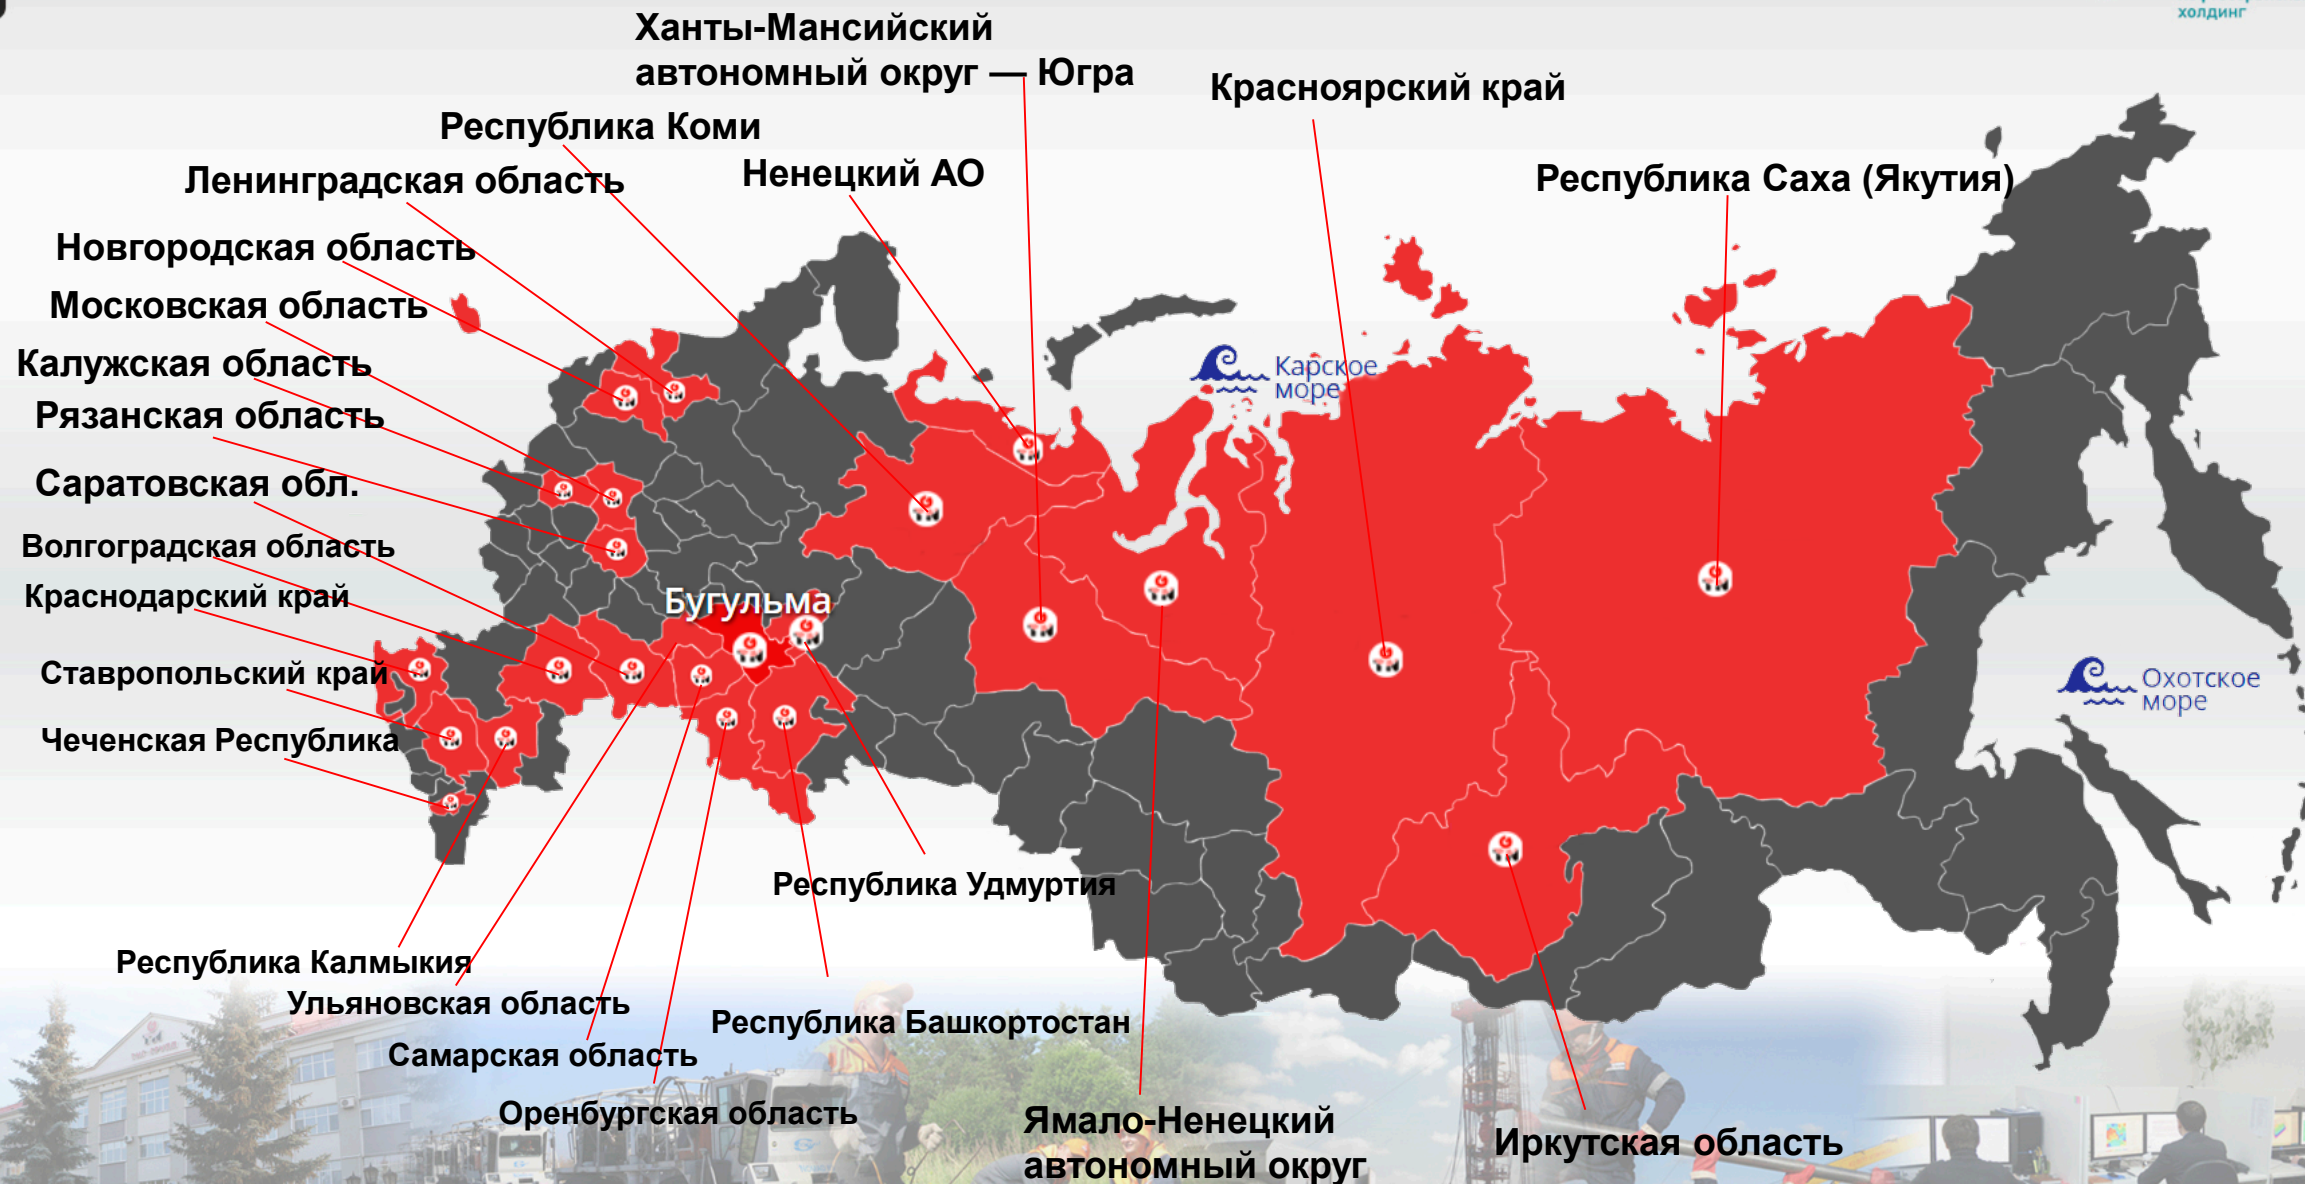 холдинг
Ханты-Мансийский
автономный округ — Югра
Красноярский край
Республика Коми
Ненецкий АО
Ленинградская область
Республика Саха (Якутия)
Новгородская область
Московская область
Калужская область
Карское
море
Рязанская область
Саратовская обл.
Волгоградская область
Краснодарский край
Бугульма
Ставропольский край
Охотское
море
Чеченская Республика
Республика Удмуртия
Республика Калмыкия
Ульяновская область
Республика Башкортостан
Самарская область
Оренбургская область
Ямало-Ненецкий
автономный округ
Иркутская область